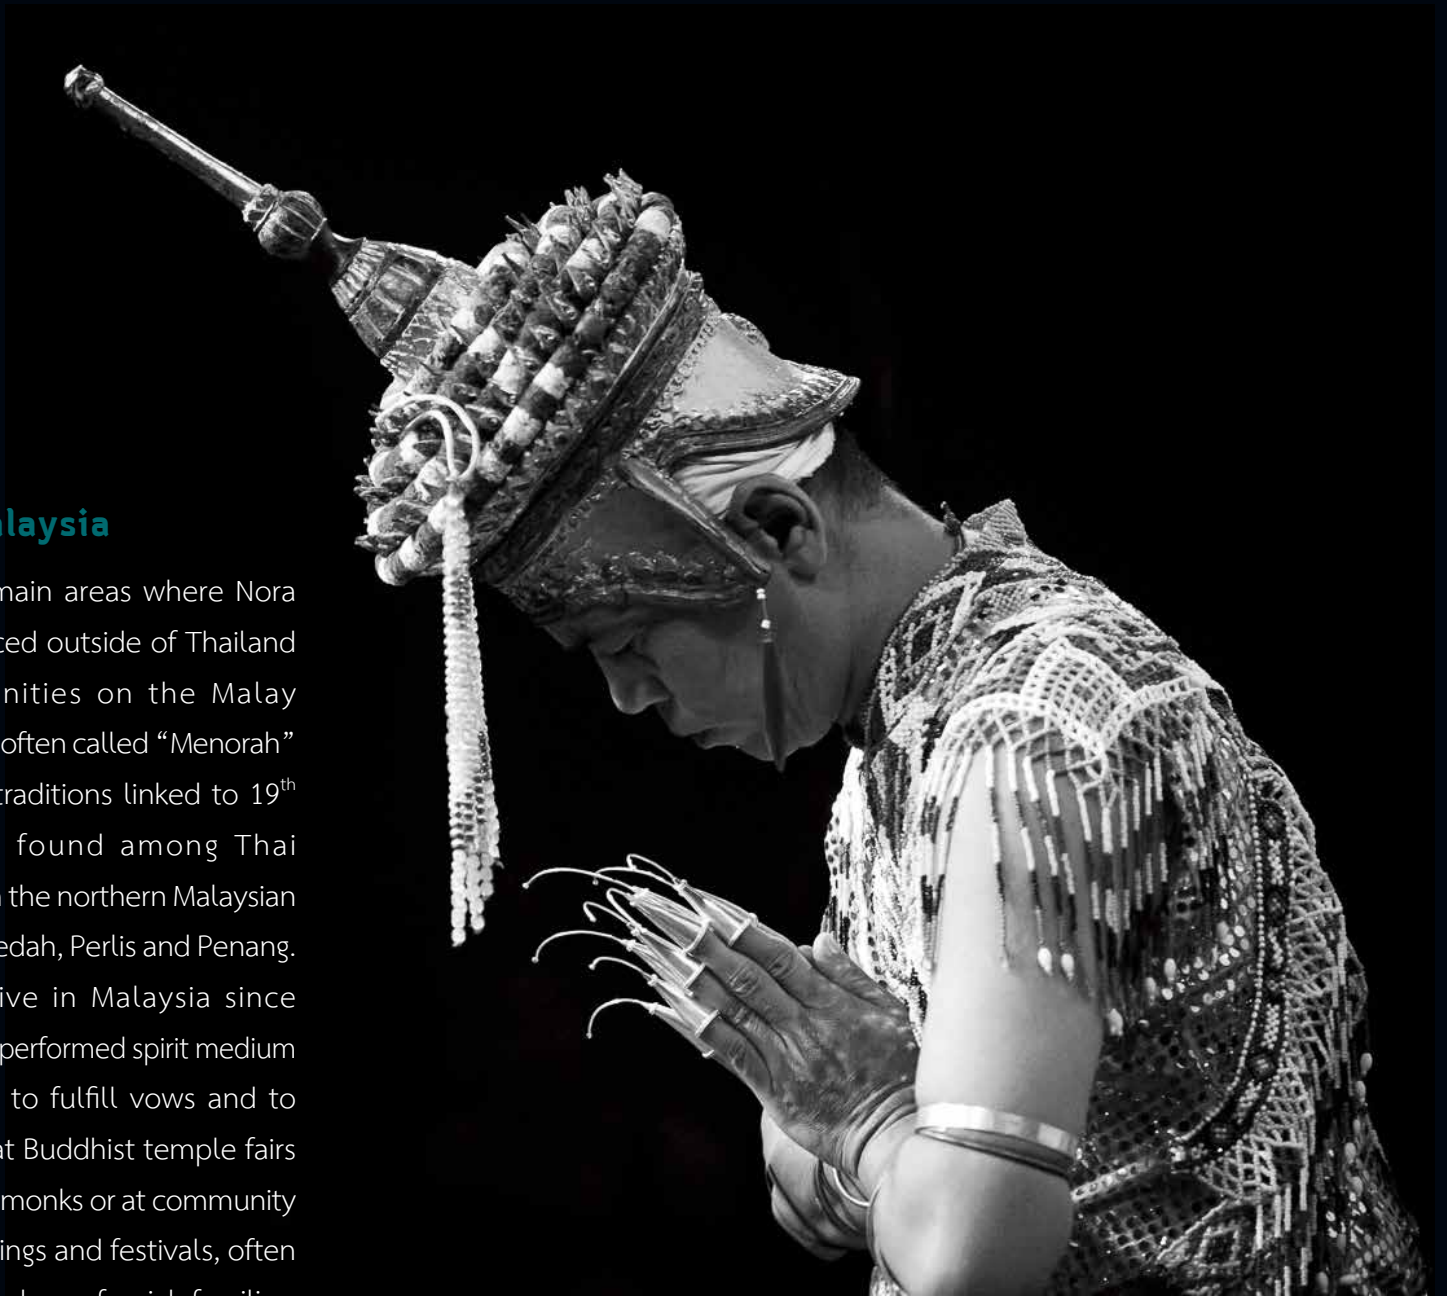 laysia
main areas where Nora
ced outside of Thailand
nities on the Malay
often called “Menorah”
traditions linked to 19th
found among Thai
the northern Malaysian
edah, Perlis and Penang.
ive in Malaysia since
performed spirit medium
to fulfill vows and to
at Buddhist temple fairs
monks or at community
ings and festivals, often